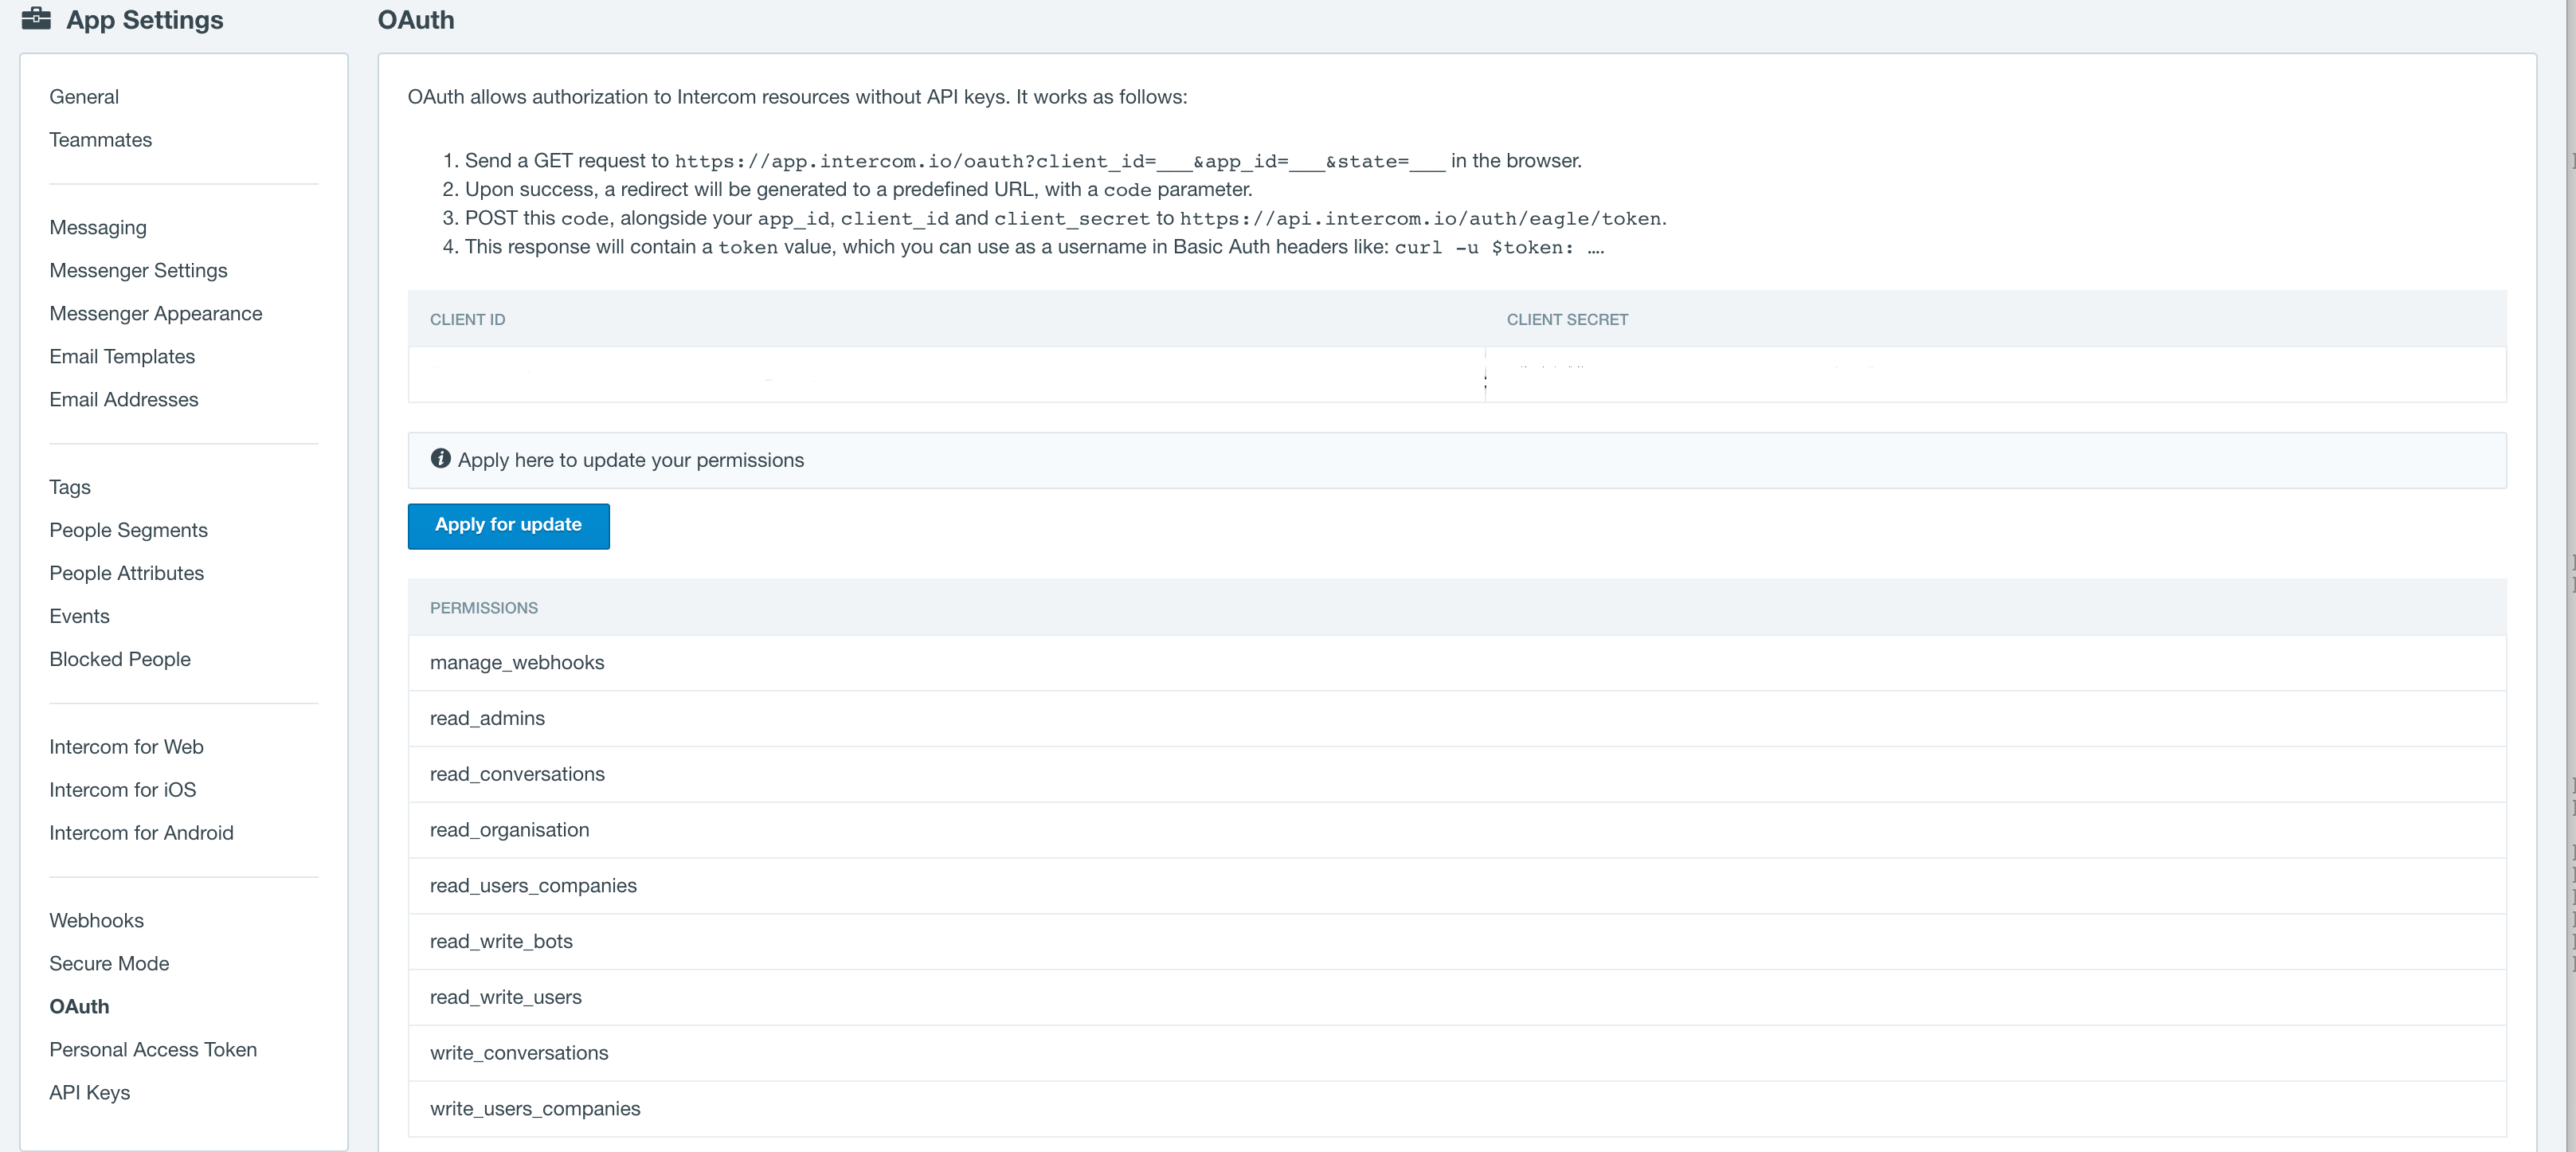 App Settings
General
Teammates
Messaging
Messenger Settings
Messenger Appearance
Email Templates
Email Addresses
Tags
People Segments
People Attributes
Events
Blocked People
Intercom for Web
Intercom for iOS
Intercom for Android
Webhooks
Secure Mode
OAuth
Personal Access Token
API Keys
OAuth
OAuth allows authorization to Intercom resources without API keys. It works as follows:
1. Send a GET request to https://app.intercom.io/oauth?client_id=___&app_id=___&state=___ in the browser.
2. Upon success, a redirect will be generated to a predefined URL, with a code parameter.
3. POST this code, alongside your app_id, client_id and client_secret to https://api.intercom.io/auth/eagle/token.
4. This response will contain a token value, which you can use as a username in Basic Auth headers like: curl -u $token: ….
CLIENT ID CLIENT SECRET
Apply here to update your permissions
Apply for update
PERMISSIONS
manage_webhooks
read_admins
read_conversations
read_organisation
read_users_companies
read_write_bots
read_write_users
write_conversations
write_users_companies